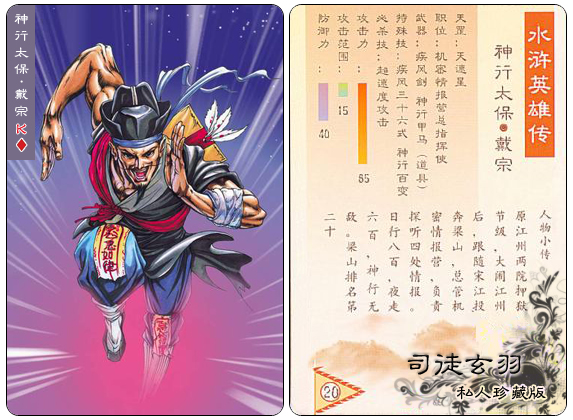 神行太保·戴宗
K
急急如律
水浒英雄传
神行太保·戴宗
天罡：天速星
职位：机密情报营总指挥使
武器：疾风剑 神行甲马（道具）
特殊技：疾风三十六式 神行百变
必杀技：超速度攻击
攻击力：
85
攻击范围：
15
防御力：
40
人物小传
原江州两院押狱
节级，大闹江州
后，跟随宋江投
奔梁山，总管机
密情报营，负责
探听四处情报。
日行八百，夜走
六百，神行无
敌。梁山排名第
二十
20
司徒玄羽
私人珍藏版